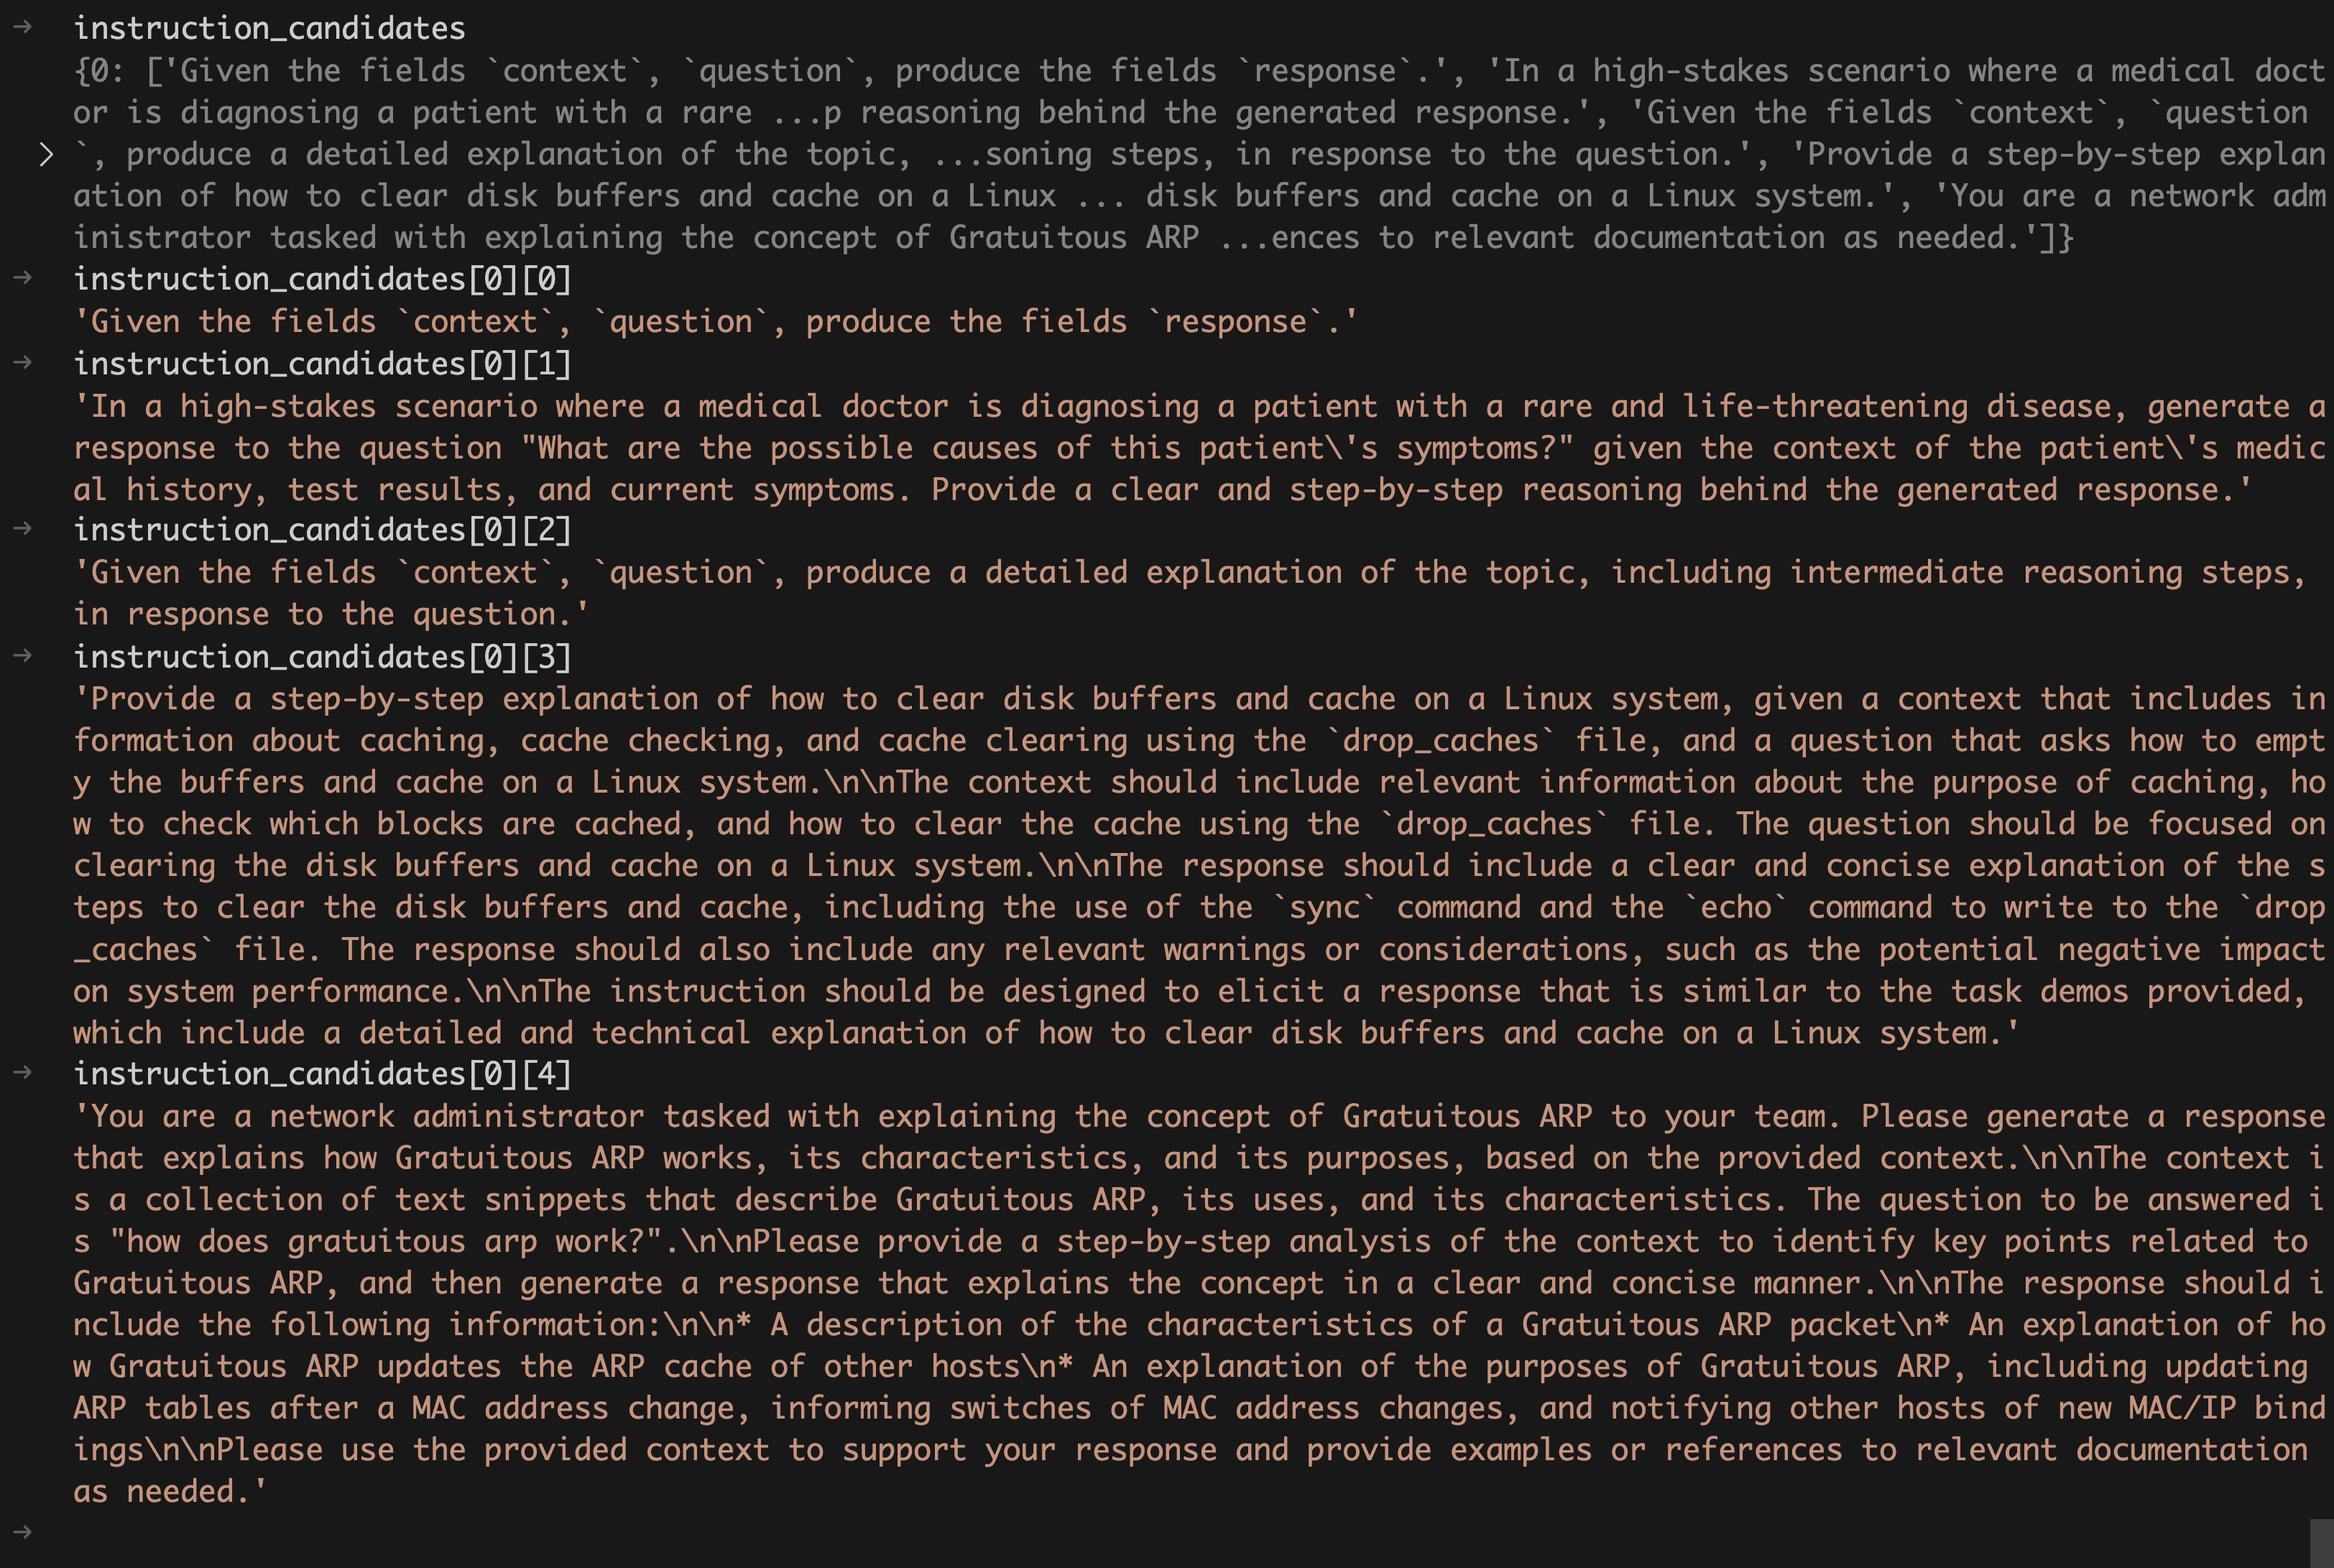 → instruction_candidates
{0: ['Given the fields `context`, `question`, produce the fields `response`.', 'In a high-stakes scenario where a medical doct
or is diagnosing a patient with a rare ...p reasoning behind the generated response.', 'Given the fields `context`, `question
> `, produce a detailed explanation of the topic, ...soning steps, in response to the question.', 'Provide a step-by-step explan
ation of how to clear disk buffers and cache on a Linux ... disk buffers and cache on a Linux system.', 'You are a network adm
inistrator tasked with explaining the concept of Gratuitous ARP ...ences to relevant documentation as needed.']}
→ instruction_candidates[0][0]
'Given the fields `context`, `question`, produce the fields `response`.'
→ instruction_candidates[0][1]
'In a high-stakes scenario where a medical doctor is diagnosing a patient with a rare and life-threatening disease, generate a
response to the question "What are the possible causes of this patient\'s symptoms?" given the context of the patient\'s medic
al history, test results, and current symptoms. Provide a clear and step-by-step reasoning behind the generated response.'
→ instruction_candidates[0][2]
'Given the fields `context`, `question`, produce a detailed explanation of the topic, including intermediate reasoning steps,
in response to the question.'
→ instruction_candidates[0][3]
'Provide a step-by-step explanation of how to clear disk buffers and cache on a Linux system, given a context that includes in
formation about caching, cache checking, and cache clearing using the `drop_caches` file, and a question that asks how to empt
y the buffers and cache on a Linux system.\n\nThe context should include relevant information about the purpose of caching, ho
w to check which blocks are cached, and how to clear the cache using the `drop_caches` file. The question should be focused on
clearing the disk buffers and cache on a Linux system.\n\nThe response should include a clear and concise explanation of the s
teps to clear the disk buffers and cache, including the use of the `sync` command and the `echo` command to write to the `drop
_caches` file. The response should also include any relevant warnings or considerations, such as the potential negative impact
on system performance.\n\nThe instruction should be designed to elicit a response that is similar to the task demos provided,
which include a detailed and technical explanation of how to clear disk buffers and cache on a Linux system.'
→ instruction_candidates[0][4]
'You are a network administrator tasked with explaining the concept of Gratuitous ARP to your team. Please generate a response
that explains how Gratuitous ARP works, its characteristics, and its purposes, based on the provided context.\n\nThe context i
s a collection of text snippets that describe Gratuitous ARP, its uses, and its characteristics. The question to be answered i
s "how does gratuitous arp work?".\n\nPlease provide a step-by-step analysis of the context to identify key points related to
Gratuitous ARP, and then generate a response that explains the concept in a clear and concise manner.\n\nThe response should i
nclude the following information:\n\n* A description of the characteristics of a Gratuitous ARP packet\n* An explanation of ho
w Gratuitous ARP updates the ARP cache of other hosts\n* An explanation of the purposes of Gratuitous ARP, including updating
ARP tables after a MAC address change, informing switches of MAC address changes, and notifying other hosts of new MAC/IP bind
ings\n\nPlease use the provided context to support your response and provide examples or references to relevant documentation
as needed.'
→